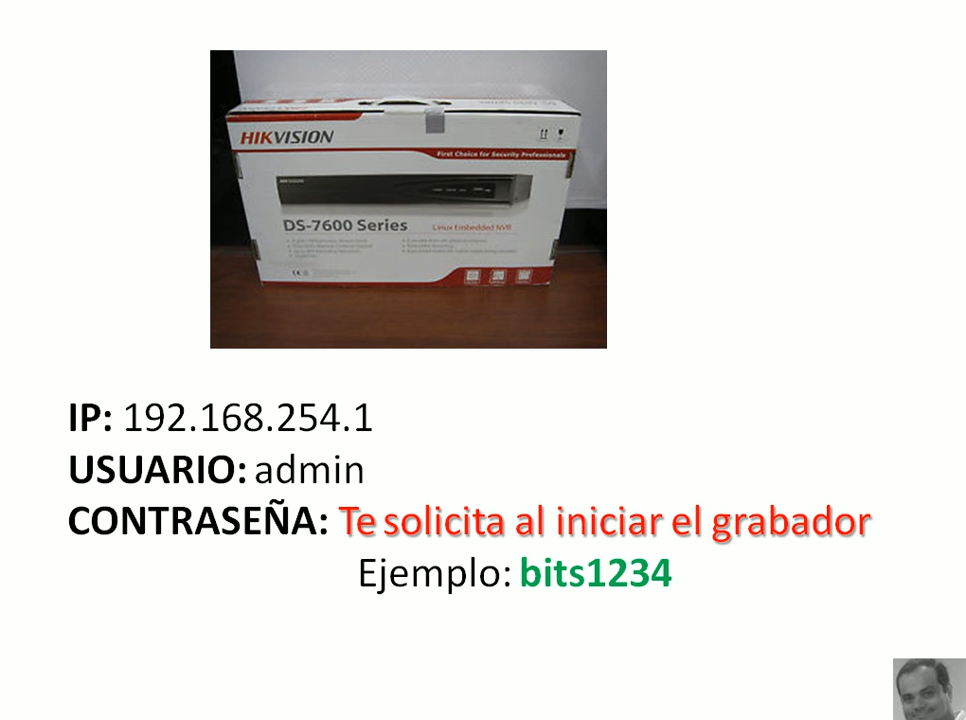 HIKVISION
First Choice for Security Professionals
HIKVISION
DS-7600 Series
Linux Embedded NVR
IP: 192.168.254.1
USUARIO: admin
CONTRASEÑA: Te solicita al iniciar el grabador
Ejemplo: bits1234